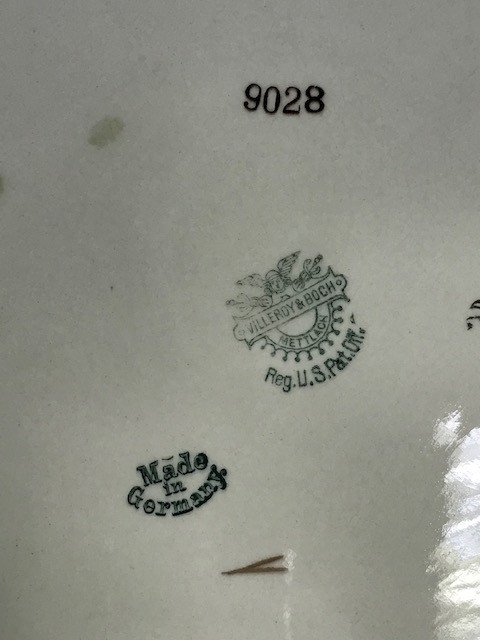 9028
VILLEROY & BOCH
METTLACH
Reg. U.S. Pat. Off.
Made
in
Germany.